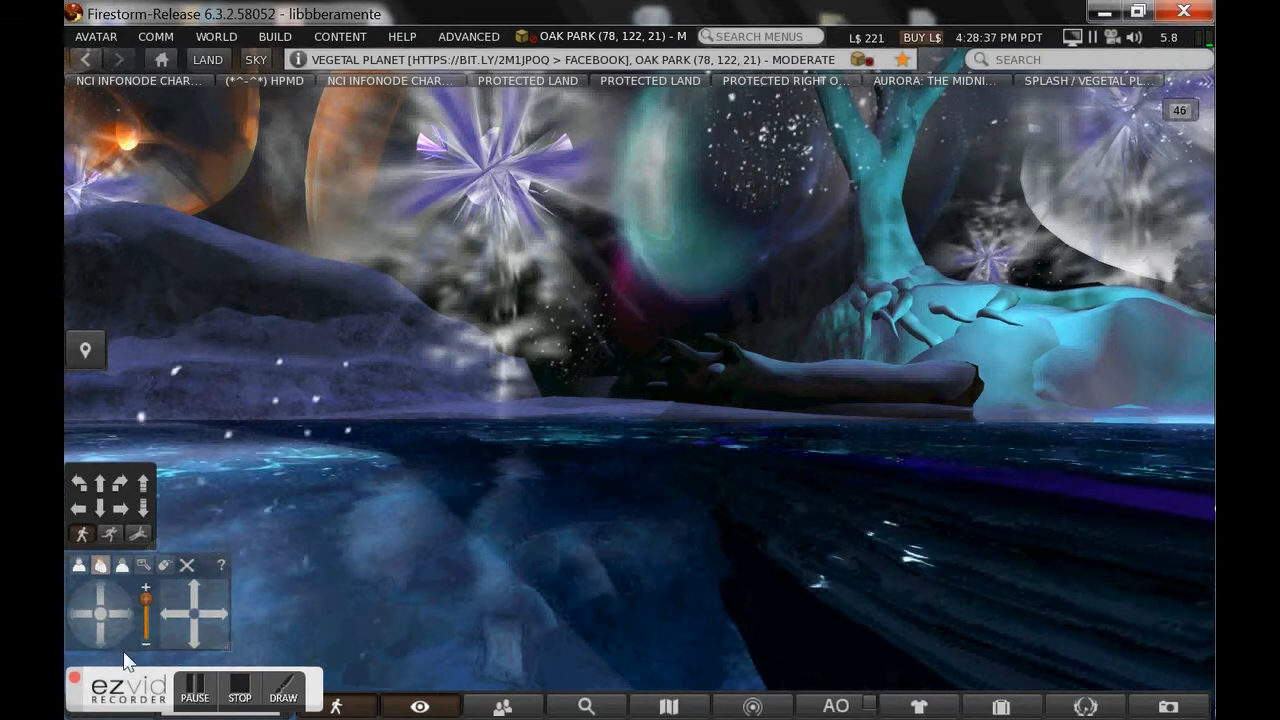 Firestorm-Release 6.3.2.58052 - libbberamente
AVATAR COMM WORLD BUILD CONTENT HELP ADVANCED OAK PARK (78, 122, 21) - M SEARCH MENUS L$ 221 BUY L$ 4:28:37 PM PDT 5.8
LAND SKY VEGETAL PLANET [HTTPS://BIT.LY/2N1JPOQ > FACEBOOK], OAK PARK (78, 122, 21) - MODERATE SEARCH
NCI INFONODE CHAR... (*^-^*) HPMD NCI INFONODE CHAR... PROTECTED LAND PROTECTED LAND PROTECTED RIGHT O... AURORA: THE MIDNI... SPLASH / VEGETAL PL...
46
?
ezvid
RECORDER
PAUSE STOP DRAW
AO